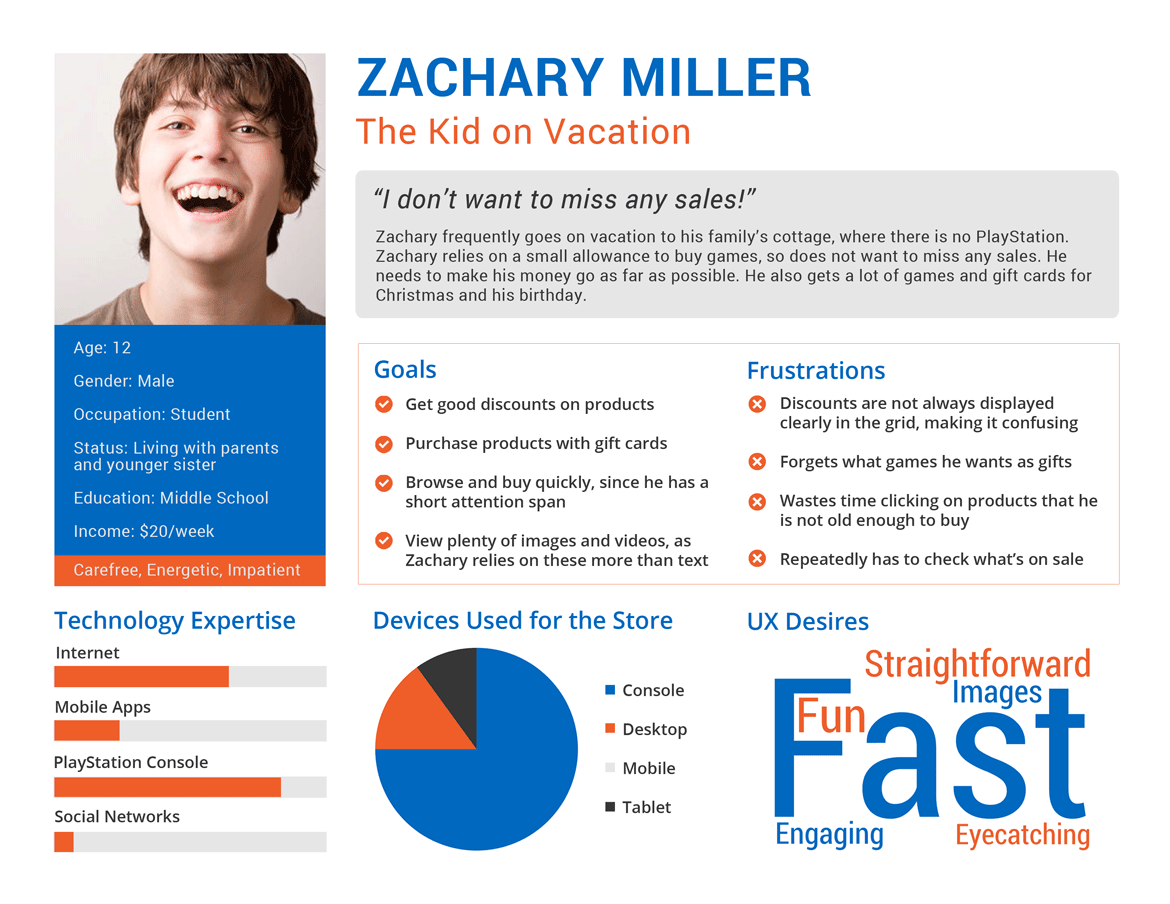 ZACHARY MILLER
The Kid on Vacation
“I don’t want to miss any sales!”
Zachary frequently goes on vacation to his family’s cottage, where there is no PlayStation.
Zachary relies on a small allowance to buy games, so does not want to miss any sales. He
needs to make his money go as far as possible. He also gets a lot of games and gift cards for
Christmas and his birthday.
Age: 12
Gender: Male
Occupation: Student
Status: Living with parents
and younger sister
Education: Middle School
Income: $20/week
Carefree, Energetic, Impatient
Goals
Get good discounts on products
Purchase products with gift cards
Browse and buy quickly, since he has a
short attention span
View plenty of images and videos, as
Zachary relies on these more than text
Frustrations
Discounts are not always displayed
clearly in the grid, making it confusing
Forgets what games he wants as gifts
Wastes time clicking on products that he
is not old enough to buy
Repeatedly has to check what’s on sale
Technology Expertise
Internet
Mobile Apps
PlayStation Console
Social Networks
Devices Used for the Store
Console
Desktop
Mobile
Tablet
UX Desires
Straightforward
Images
Fun
Fast
Engaging
Eyecatching